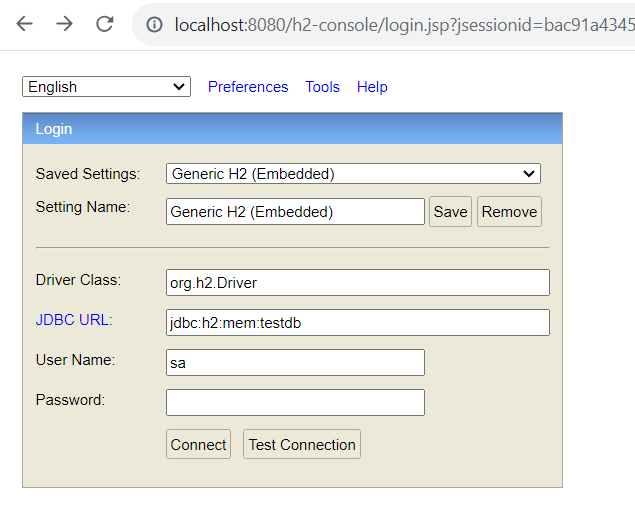 localhost:8080/h2-console/login.jsp?jsessionid=bac91a4345
English Preferences Tools Help
Login
Saved Settings: Generic H2 (Embedded)
Setting Name: Generic H2 (Embedded) Save Remove
Driver Class: org.h2.Driver
JDBC URL: jdbc:h2:mem:testdb
User Name: sa
Password:
Connect Test Connection